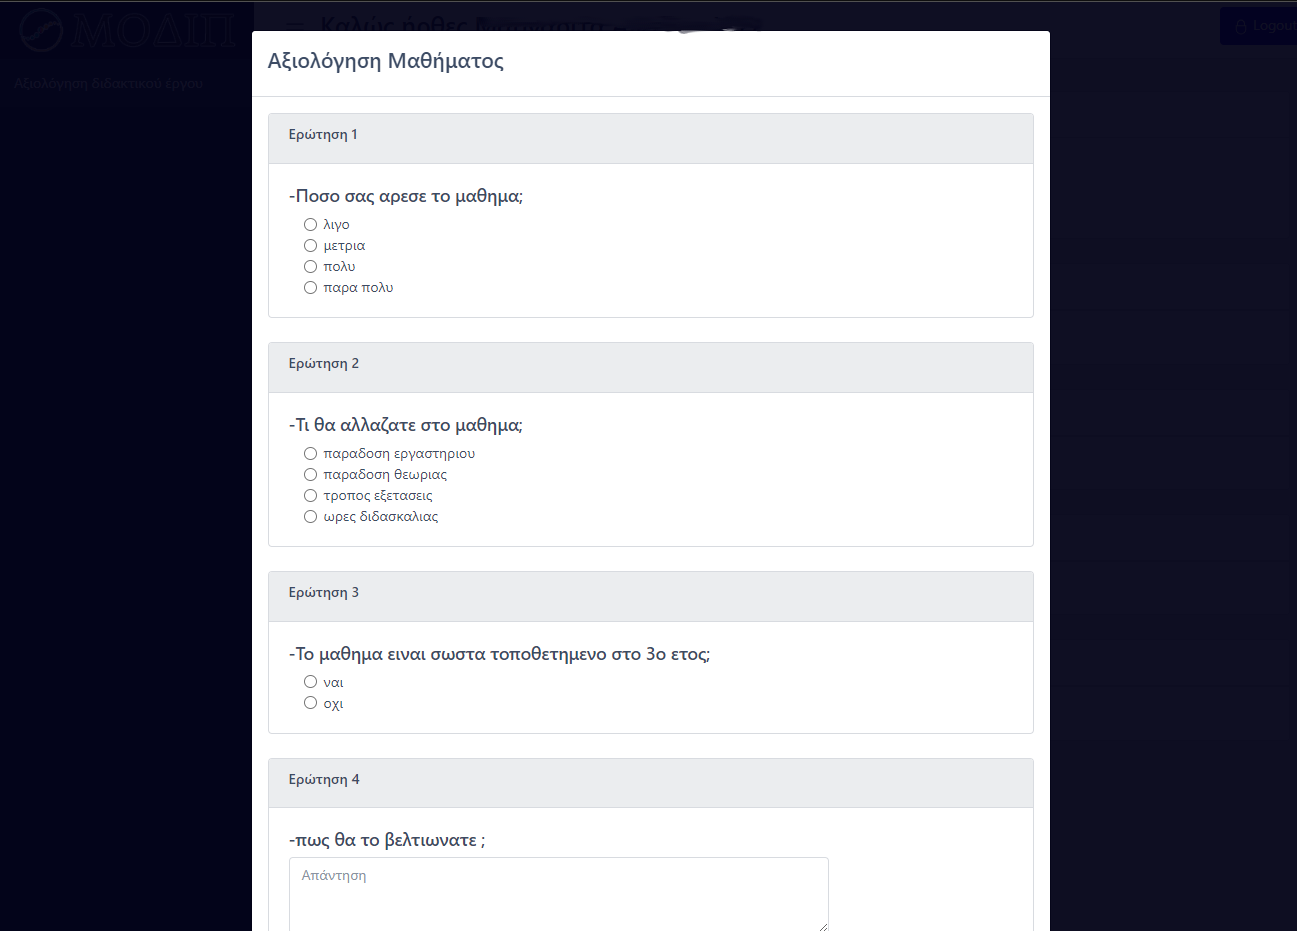 ΜΟΔΙΠ
Καλώς ήρθες
Logout
Αξιολόγηση διδακτικού έργου
Αξιολόγηση Μαθήματος
Ερώτηση 1
-Ποσο σας αρεσε το μαθημα;
λιγο
μετρια
πολυ
παρα πολυ
Ερώτηση 2
-Τι θα αλλαζατε στο μαθημα;
παραδοση εργαστηριου
παραδοση θεωριας
τροπος εξετασεις
ωρες διδασκαλιας
Ερώτηση 3
-Το μαθημα ειναι σωστα τοποθετημενο στο 3ο ετος;
ναι
οχι
Ερώτηση 4
-πως θα το βελτιωνατε ;
Απάντηση